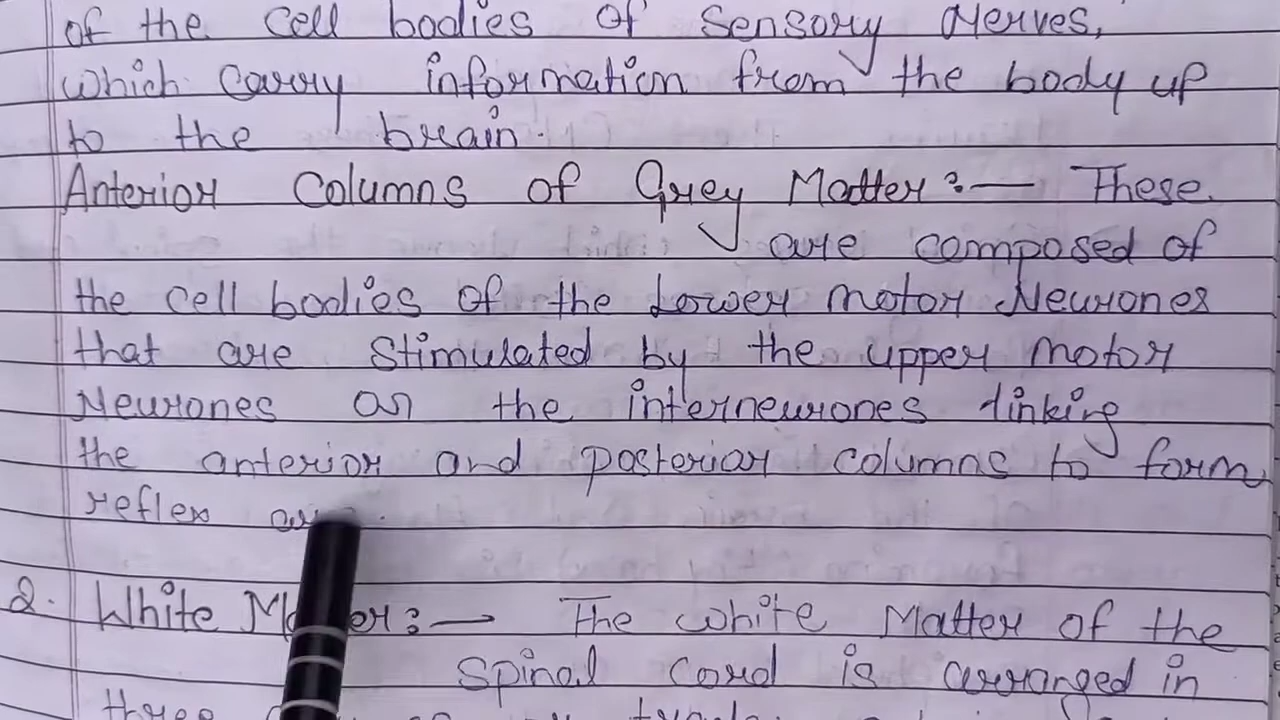 of the cell bodies of sensory nerves,
which carry information from the body up
to the brain.
Anterior Columns of Grey Matter :— These
are composed of
the cell bodies of the Lower motor Neurones
that are stimulated by the upper motor
Neurones or the interneurones linking
the anterior and posterior columns to form
reflex
2. White Matter :— The white Matter of the
Spinal Cord is arranged in
three